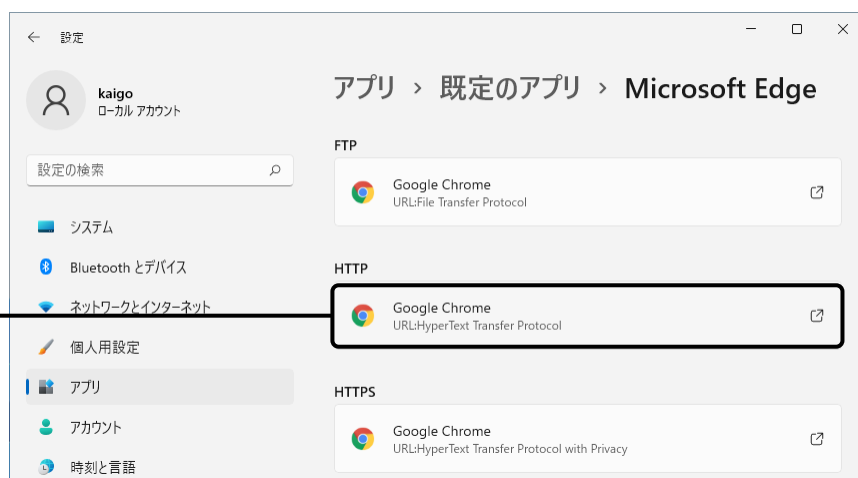 設定
kaigo
ローカル アカウント
設定の検索
システム
Bluetooth とデバイス
ネットワークとインターネット
個人用設定
アプリ
アカウント
時刻と言語
アプリ › 既定のアプリ › Microsoft Edge
FTP
Google Chrome
URL:File Transfer Protocol
HTTP
Google Chrome
URL:HyperText Transfer Protocol
HTTPS
Google Chrome
URL:HyperText Transfer Protocol with Privacy